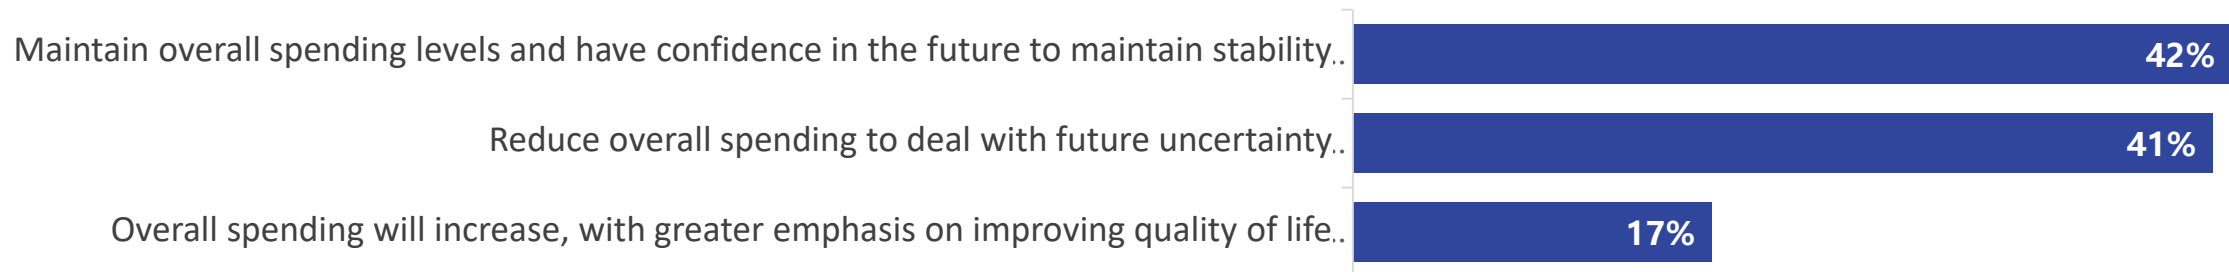 Maintain overall spending levels and have confidence in the future to maintain stability.. 42%
Reduce overall spending to deal with future uncertainty.. 41%
Overall spending will increase, with greater emphasis on improving quality of life.. 17%